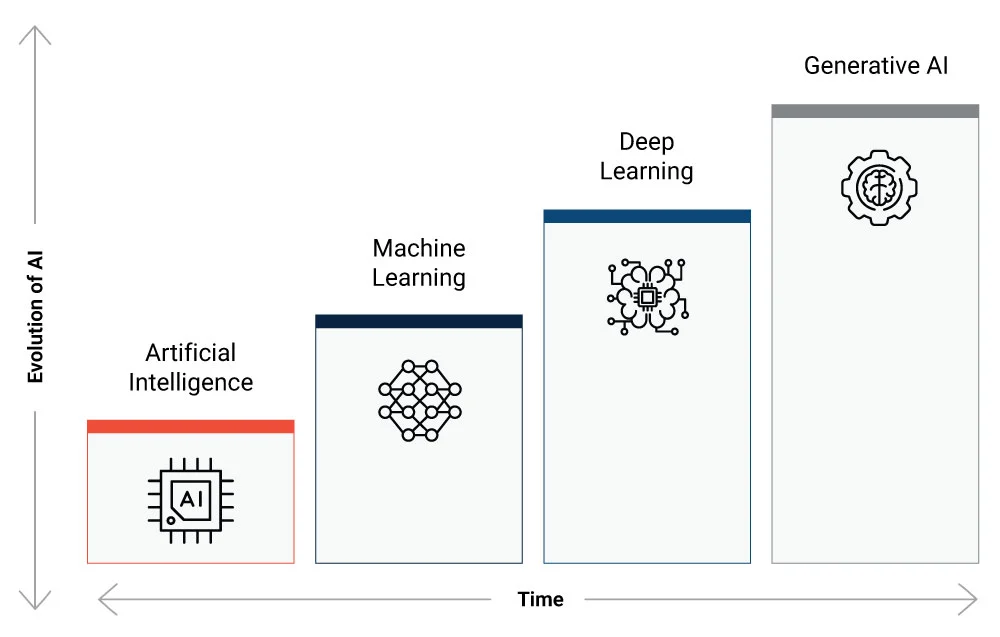 Generative AI
Deep
Learning
Machine
Learning
Artificial
Intelligence
AI
Evolution of AI
Time